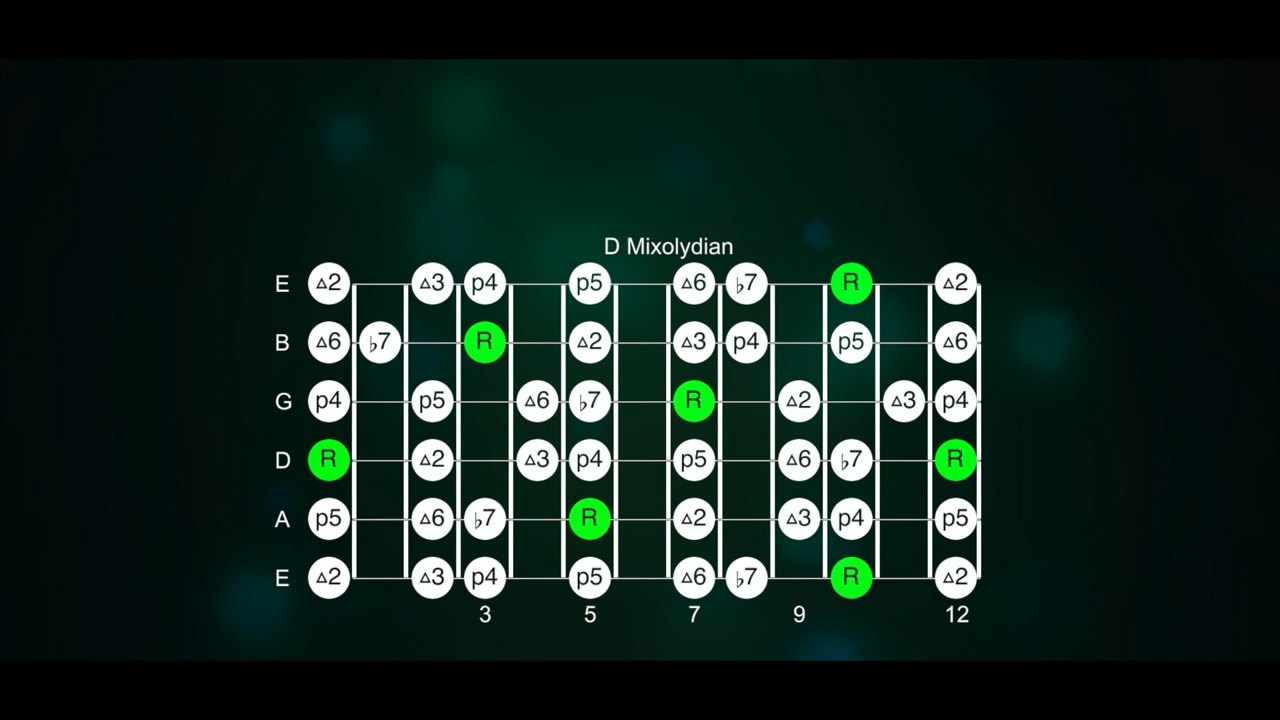 D Mixolydian
E △2 △3 p4 p5 △6 ♭7 R △2
B △6 ♭7 R △2 △3 p4 p5 △6
G p4 p5 △6 ♭7 R △2 △3 p4
D R △2 △3 p4 p5 △6 ♭7 R
A p5 △6 ♭7 R △2 △3 p4 p5
E △2 △3 p4 p5 △6 ♭7 R △2
3 5 7 9 12